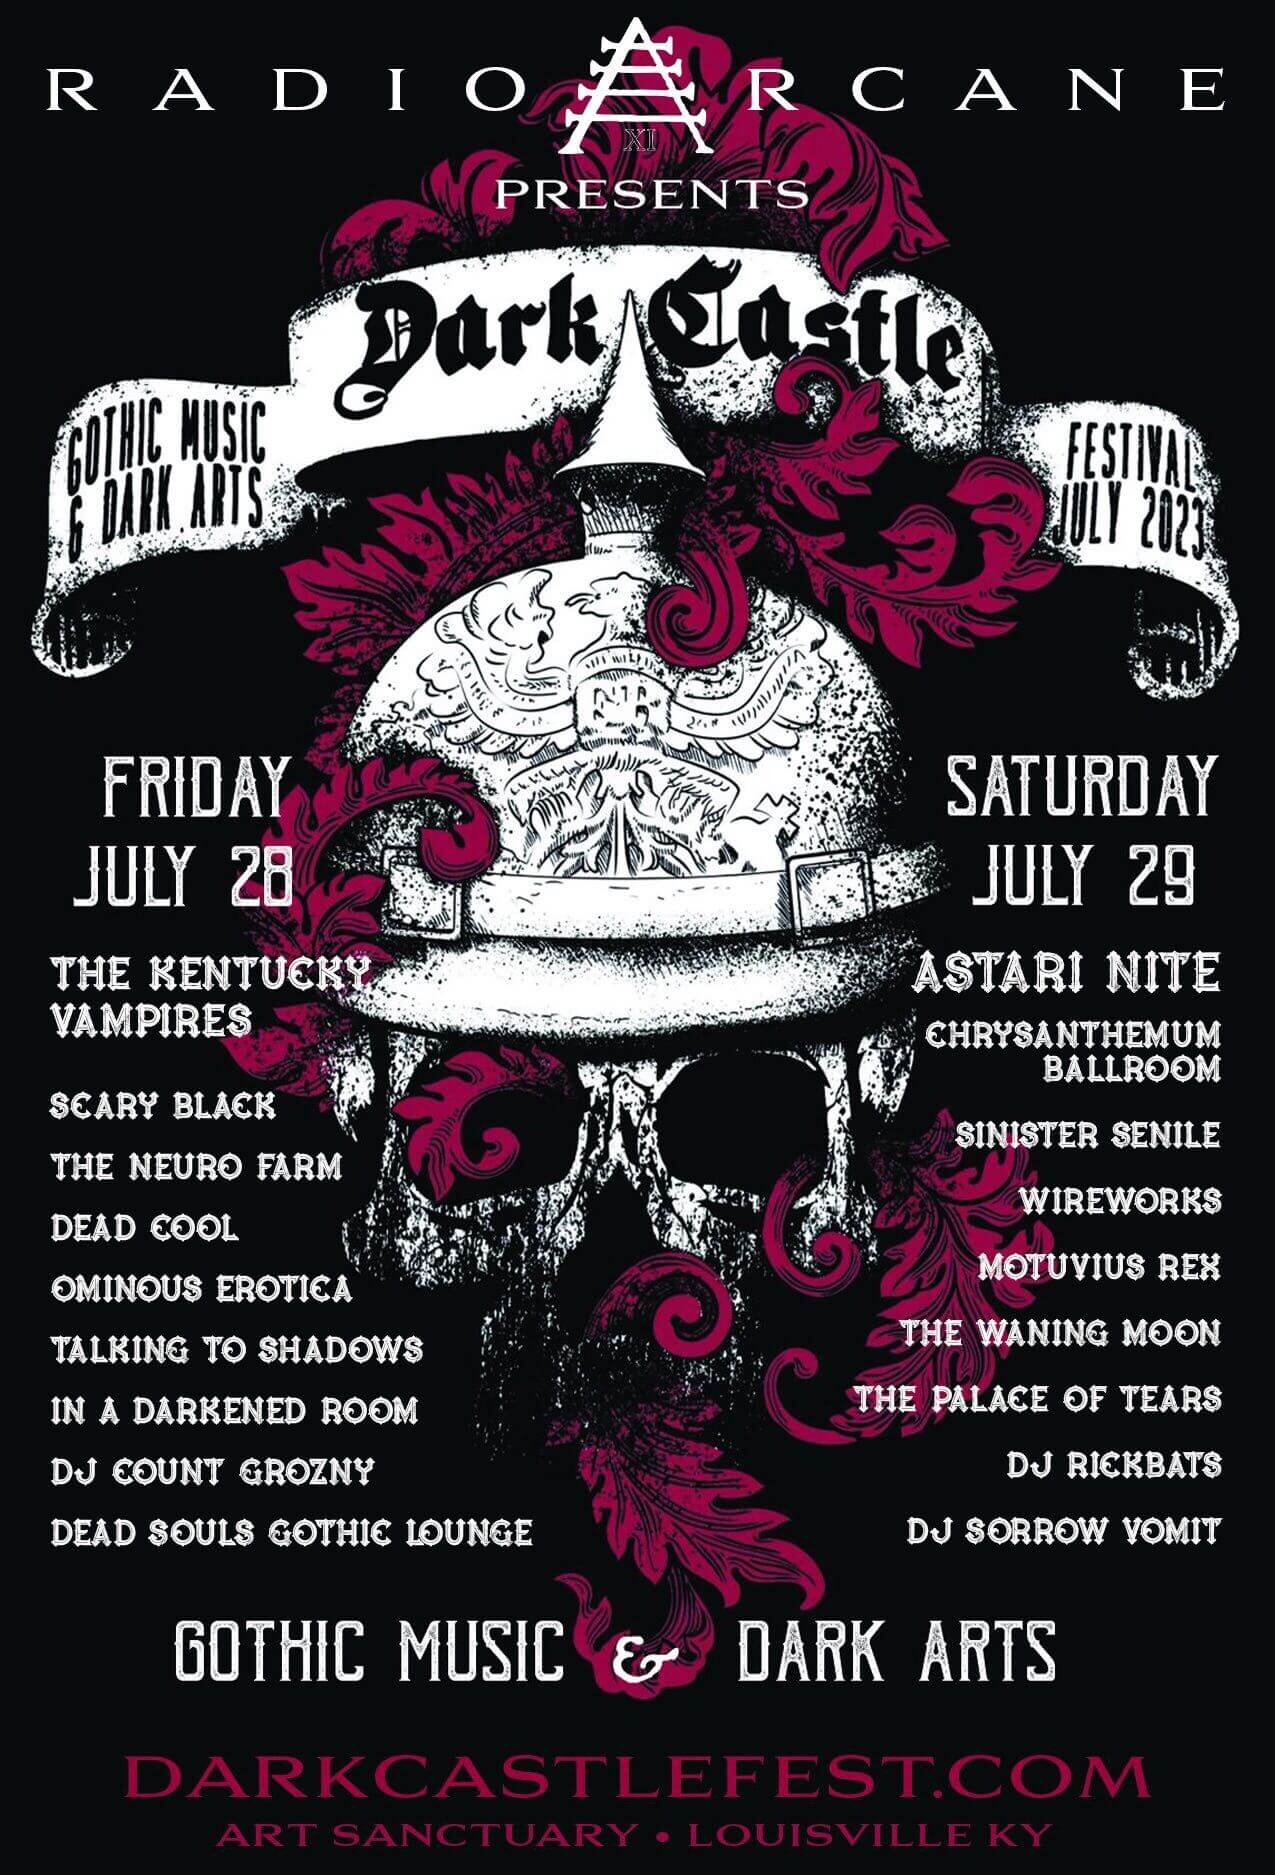 RADIO ARCANE
XI
PRESENTS
Dark Castle
GOTHIC MUSIC
& DARK ARTS
FESTIVAL
JULY 2023
FRIDAY
JULY 28
THE KENTUCKY
VAMPIRES
SCARY BLACK
THE NEURO FARM
DEAD COOL
OMINOUS EROTICA
TALKING TO SHADOWS
IN A DARKENED ROOM
DJ COUNT GROZNY
DEAD SOULS GOTHIC LOUNGE
SATURDAY
JULY 29
ASTARI NITE
CHRYSANTHEMUM
BALLROOM
SINISTER SENILE
WIREWORKS
MOTUVIUS REX
THE WANING MOON
THE PALACE OF TEARS
DJ RICKBATS
DJ SORROW VOMIT
GOTHIC MUSIC & DARK ARTS
DARKCASTLEFEST.COM
ART SANCTUARY • LOUISVILLE KY